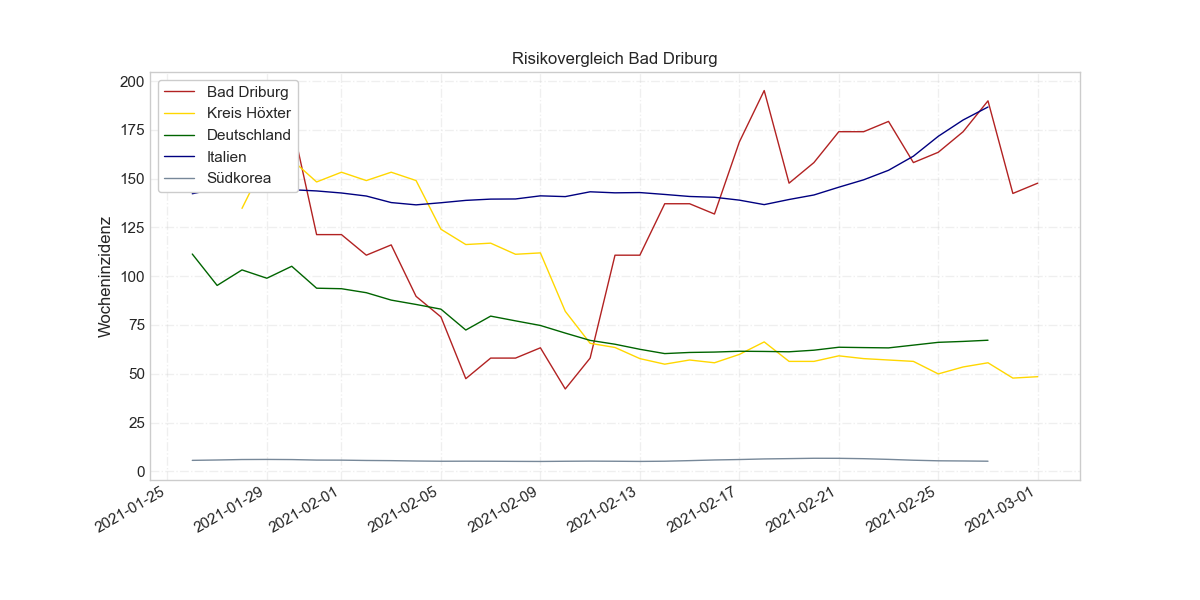 Risikovergleich Bad Driburg
Wocheninzidenz
200
175
150
125
100
75
50
25
0
Bad Driburg
Kreis Höxter
Deutschland
Italien
Südkorea
2021-01-25
2021-01-29
2021-02-01
2021-02-05
2021-02-09
2021-02-13
2021-02-17
2021-02-21
2021-02-25
2021-03-01